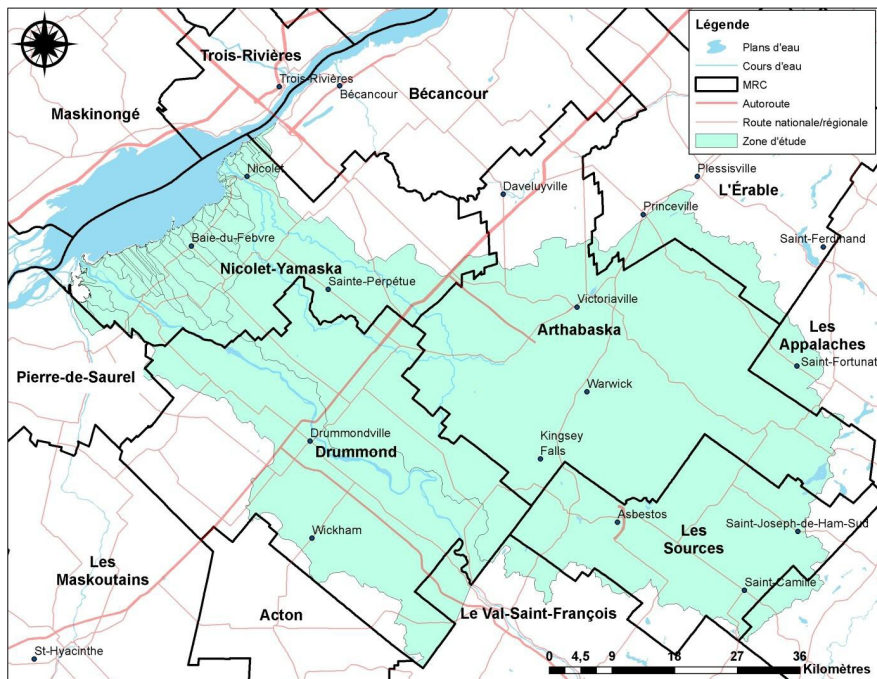 Légende
Plans d'eau
Cours d'eau
MRC
Autoroute
Route nationale/régionale
Zone d'étude
Trois-Rivières
Trois-Rivières
Bécancour
Bécancour
Maskinongé
Nicolet
Daveluyville
Plessisville
L'Érable
Princeville
Saint-Ferdinand
Baie-du-Febvre
Nicolet-Yamaska
Sainte-Perpétue
Victoriaville
Arthabaska
Les
Appalaches
Saint-Fortunat
Pierre-de-Saurel
Warwick
Drummondville
Drummond
Kingsey
Falls
Asbestos
Les
Sources
Saint-Joseph-de-Ham-Sud
Wickham
Les
Maskoutains
Saint-Camille
Acton
Le Val-Saint-François
St-Hyacinthe
0 4,5 9 18 27 36
Kilomètres